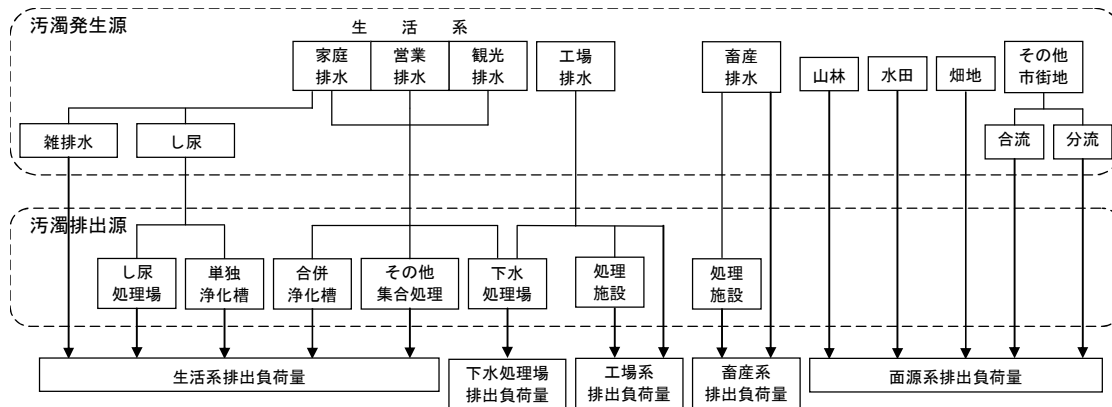 汚濁発生源
生活系
家庭
排水
営業
排水
観光
排水
工場
排水
畜産
排水
山林
水田
畑地
その他
市街地
雑排水
し尿
合流
分流
汚濁排出源
し尿
処理場
単独
浄化槽
合併
浄化槽
その他
集合処理
下水
処理場
処理
施設
処理
施設
生活系排出負荷量
下水処理場
排出負荷量
工場系
排出負荷量
畜産系
排出負荷量
面源系排出負荷量